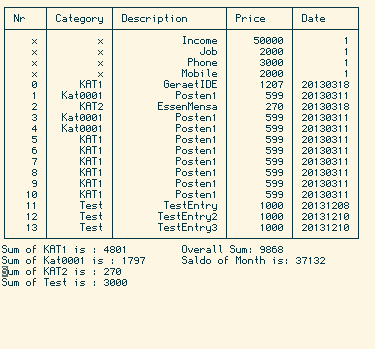 Nr Category Description Price Date
x x Income 50000 1
x x Job 2000 1
x x Phone 3000 1
x x Mobile 2000 1
0 KAT1 GeraetIDE 1207 20130318
1 Kat0001 Posten1 599 20130311
2 KAT2 EssenMensa 270 20130318
3 Kat0001 Posten1 599 20130311
4 Kat0001 Posten1 599 20130311
5 KAT1 Posten1 599 20130311
6 KAT1 Posten1 599 20130311
7 KAT1 Posten1 599 20130311
8 KAT1 Posten1 599 20130311
9 KAT1 Posten1 599 20130311
10 KAT1 Posten1 599 20130311
11 Test TestEntry 1000 20131208
12 Test TestEntry2 1000 20131210
13 Test TestEntry3 1000 20131210
Sum of KAT1 is : 4801 Overall Sum: 9868
Sum of Kat0001 is : 1797 Saldo of Month is: 37132
Sum of KAT2 is : 270
Sum of Test is : 3000